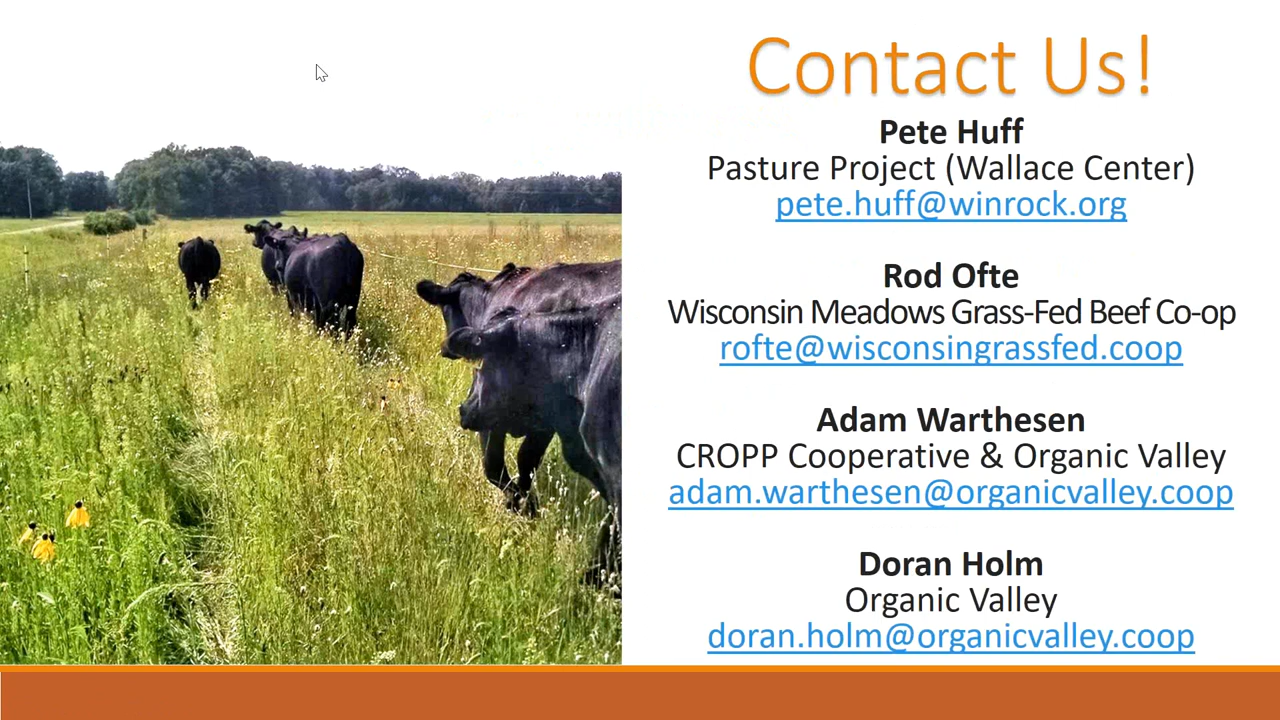 Contact Us!
Pete Huff
Pasture Project (Wallace Center)
pete.huff@winrock.org
Rod Ofte
Wisconsin Meadows Grass-Fed Beef Co-op
rofte@wisconsingrassfed.coop
Adam Warthesen
CROPP Cooperative & Organic Valley
adam.warthesen@organicvalley.coop
Doran Holm
Organic Valley
doran.holm@organicvalley.coop